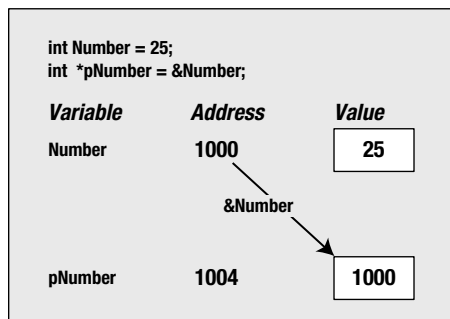 int Number = 25;
int *pNumber = &Number;
Variable Address Value
Number 1000 25
&Number
pNumber 1004 1000